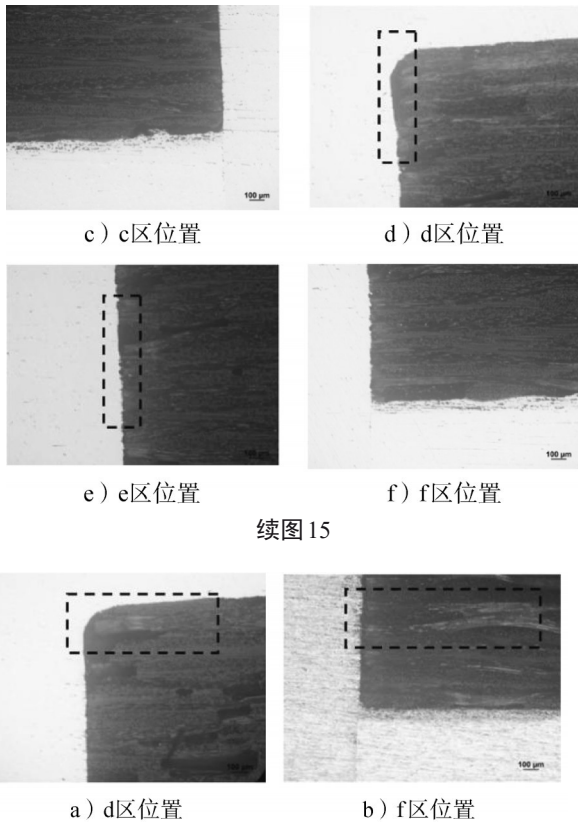 100 μm
100 μm
c）c区位置
d）d区位置
100 μm
100 μm
e）e区位置
f）f区位置
续图15
100 μm
100 μm
a）d区位置
b）f区位置